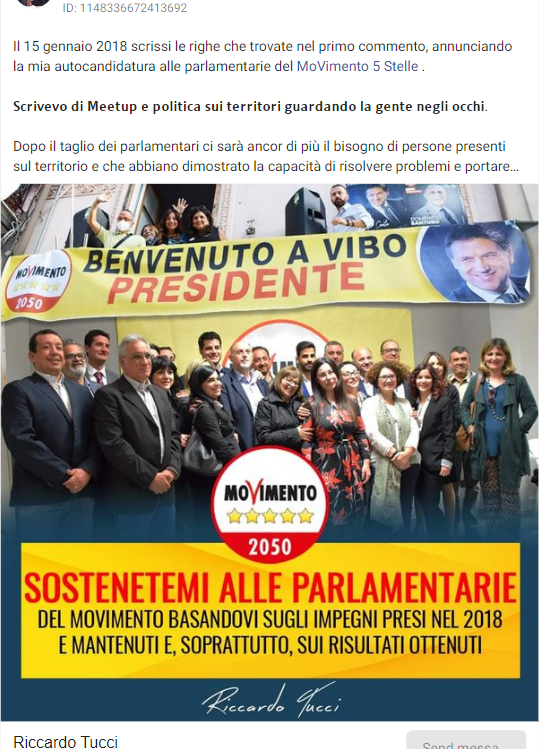 ID: 1148336672413692
Il 15 gennaio 2018 scrissi le righe che trovate nel primo commento, annunciando
la mia autocandidatura alle parlamentarie del MoVimento 5 Stelle .
Scrivevo di Meetup e politica sui territori guardando la gente negli occhi.
Dopo il taglio dei parlamentari ci sarà ancor di più il bisogno di persone presenti
sul territorio e che abbiano dimostrato la capacità di risolvere problemi e portare...
DOMENICO
SANTORO
MOVIMENTO
2050
BENVENUTO A VIBO
PRESIDENTE
MOVIMENTO
2050
SOSTENETEMI ALLE PARLAMENTARIE
DEL MOVIMENTO BASANDOVI SUGLI IMPEGNI PRESI NEL 2018
E MANTENUTI E, SOPRATTUTTO, SUI RISULTATI OTTENUTI
Riccardo Tucci
Riccardo Tucci
Send messa...